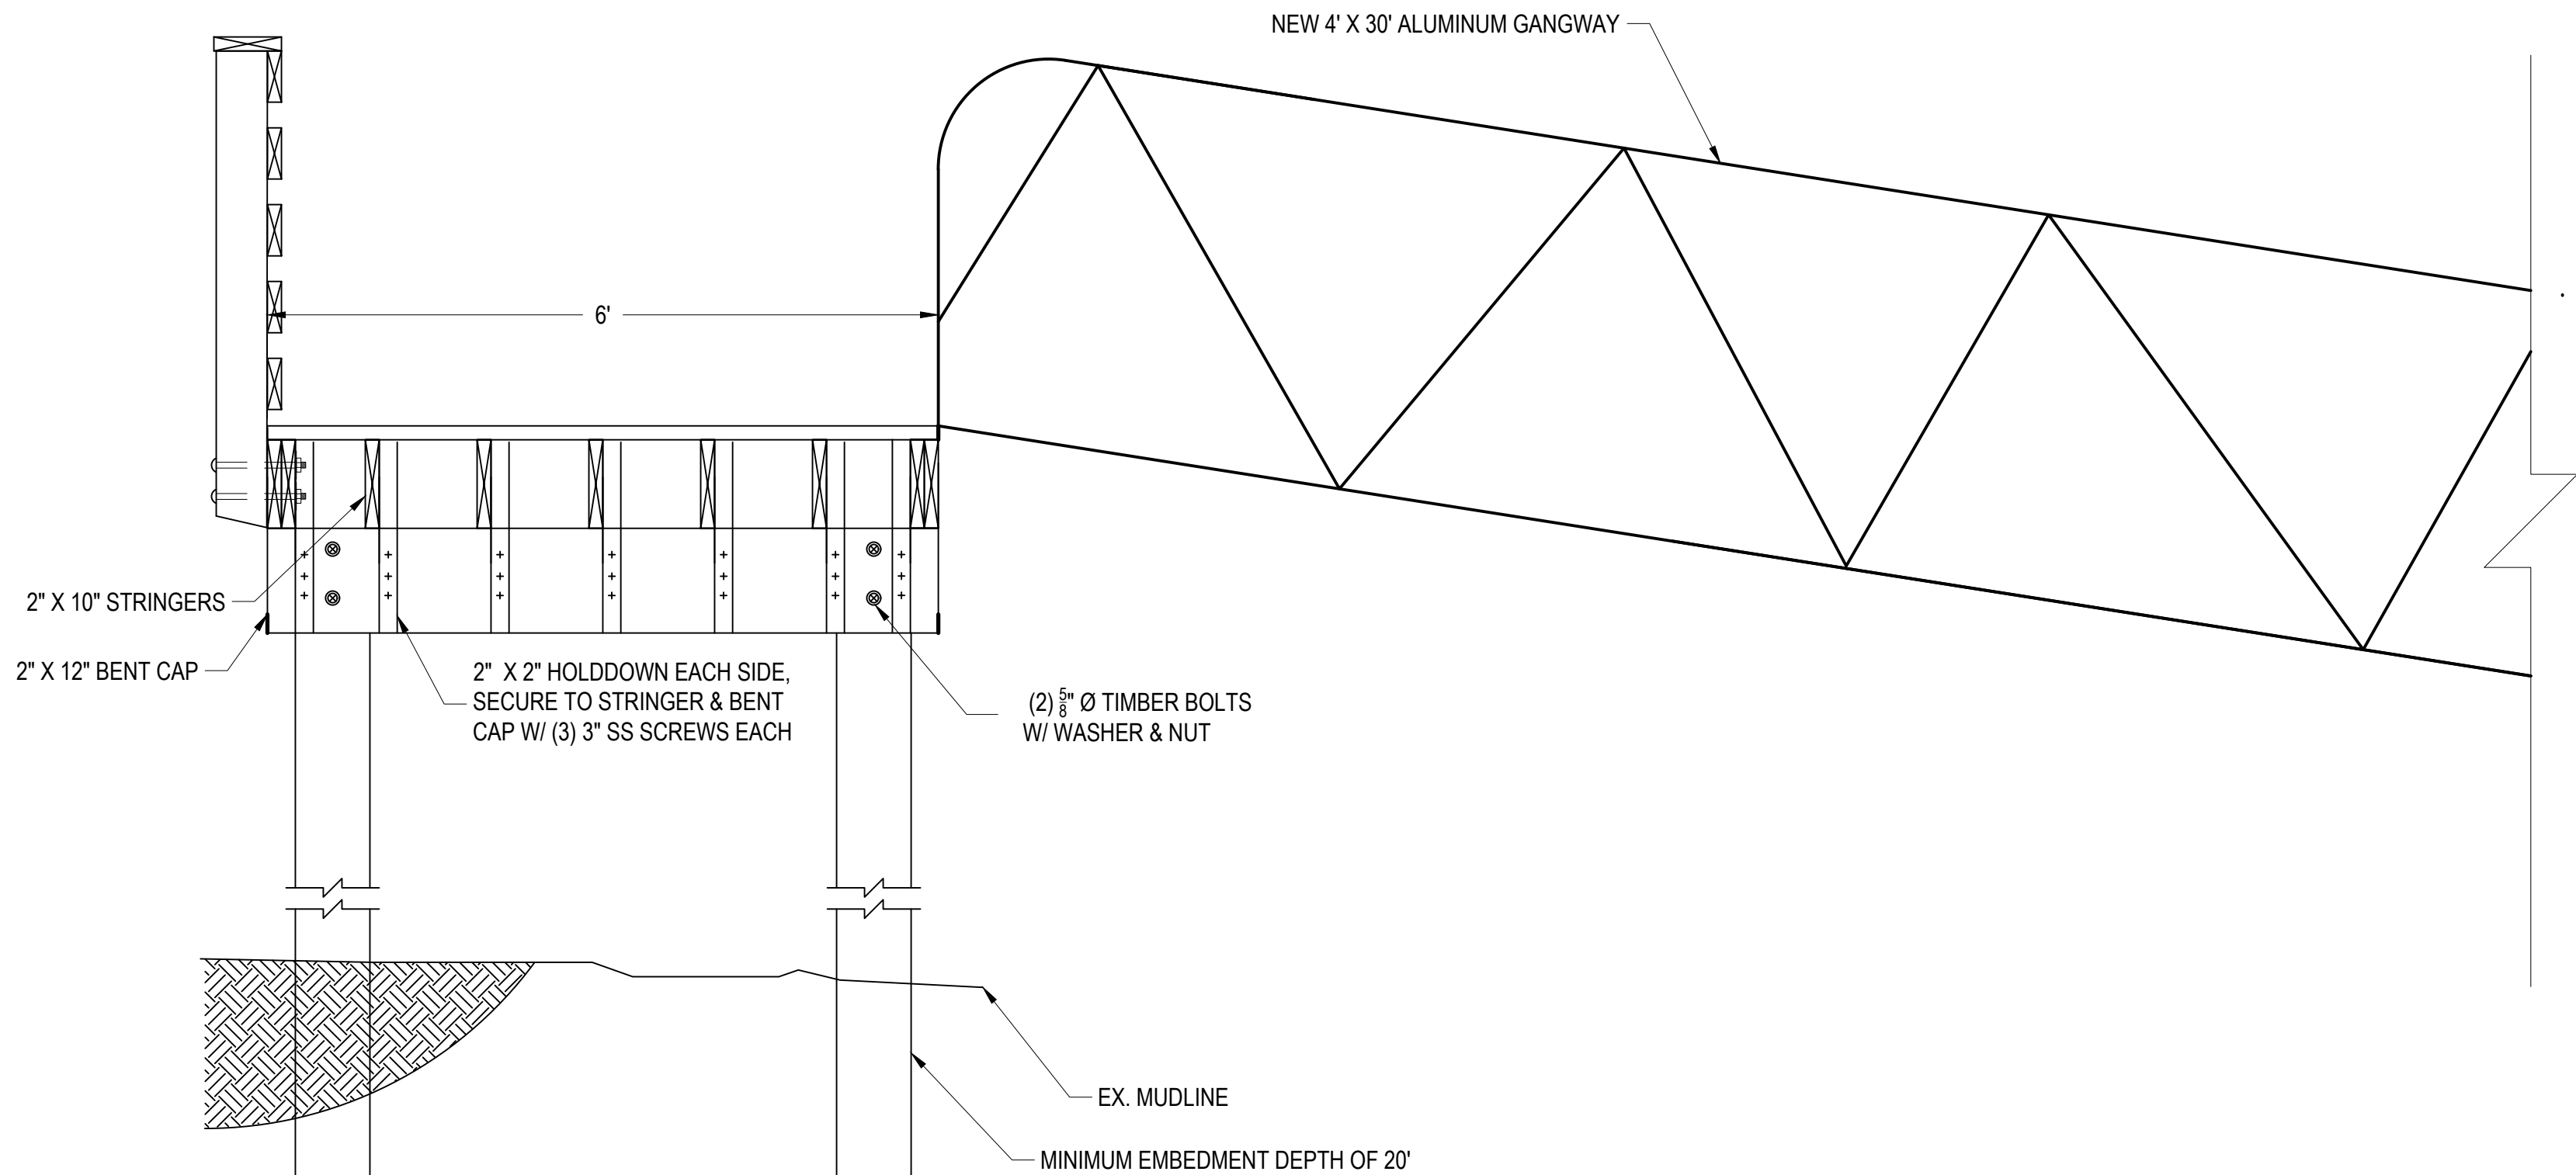 NEW 4' X 30' ALUMINUM GANGWAY
6'
2" X 10" STRINGERS
2" X 12" BENT CAP
2" X 2" HOLDDOWN EACH SIDE,
SECURE TO STRINGER & BENT
CAP W/ (3) 3" SS SCREWS EACH
(2) 5/8" Ø TIMBER BOLTS
W/ WASHER & NUT
EX. MUDLINE
MINIMUM EMBEDMENT DEPTH OF 20'